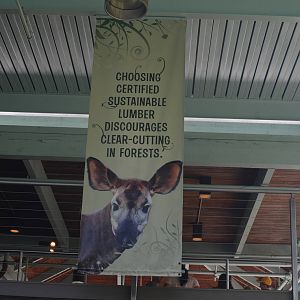 CHOOSING
CERTIFIED
SUSTAINABLE
LUMBER
DISCOURAGES
CLEAR-CUTTING
IN FORESTS.